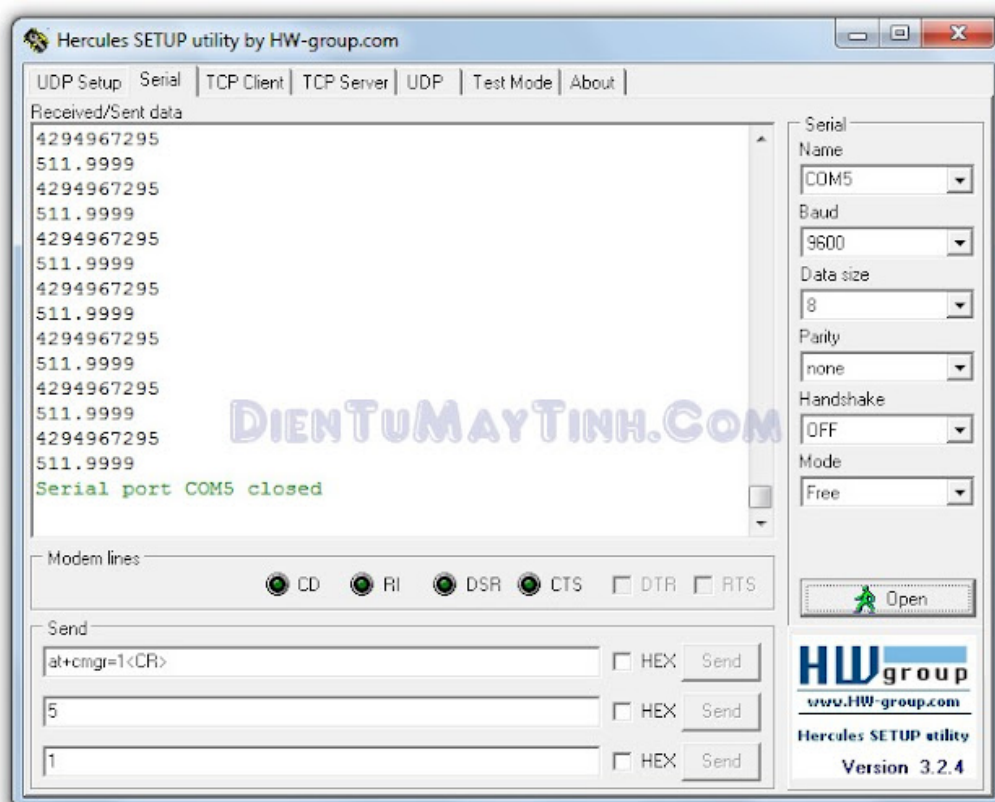 Hercules SETUP utility by HW-group.com
UDP Setup Serial TCP Client TCP Server UDP Test Mode About
Received/Sent data
4294967295
511.9999
4294967295
511.9999
4294967295
511.9999
4294967295
511.9999
4294967295
511.9999
4294967295
511.9999
4294967295
511.9999
Serial port COM5 closed
DIENTUMAYTINH.COM
Serial
Name
COM5
Baud
9600
Data size
8
Parity
none
Handshake
OFF
Mode
Free
Modem lines
CD RI DSR CTS DTR RTS
Open
Send
at+cmgr=1<CR> HEX Send
5 HEX Send
1 HEX Send
HW group
www.HW-group.com
Hercules SETUP utility
Version 3.2.4